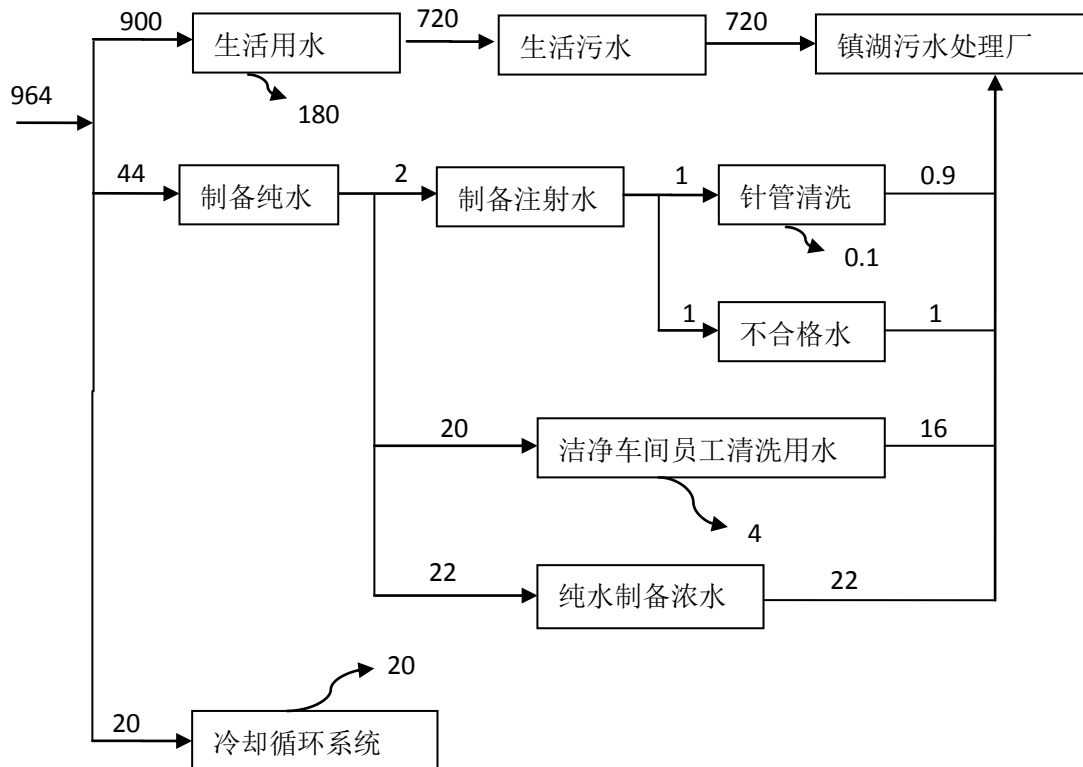 900
生活用水
720
生活污水
720
镇湖污水处理厂
964
180
44
制备纯水
2
制备注射水
1
针管清洗
0.9
0.1
1
不合格水
1
20
洁净车间员工清洗用水
16
4
22
纯水制备浓水
22
20
20
冷却循环系统